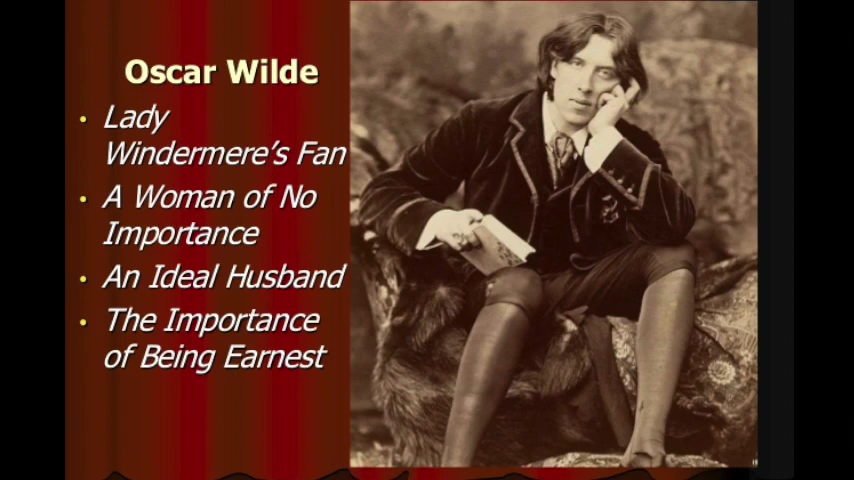 Oscar Wilde
• Lady
Windermere's Fan
• A Woman of No
Importance
• An Ideal Husband
• The Importance
of Being Earnest